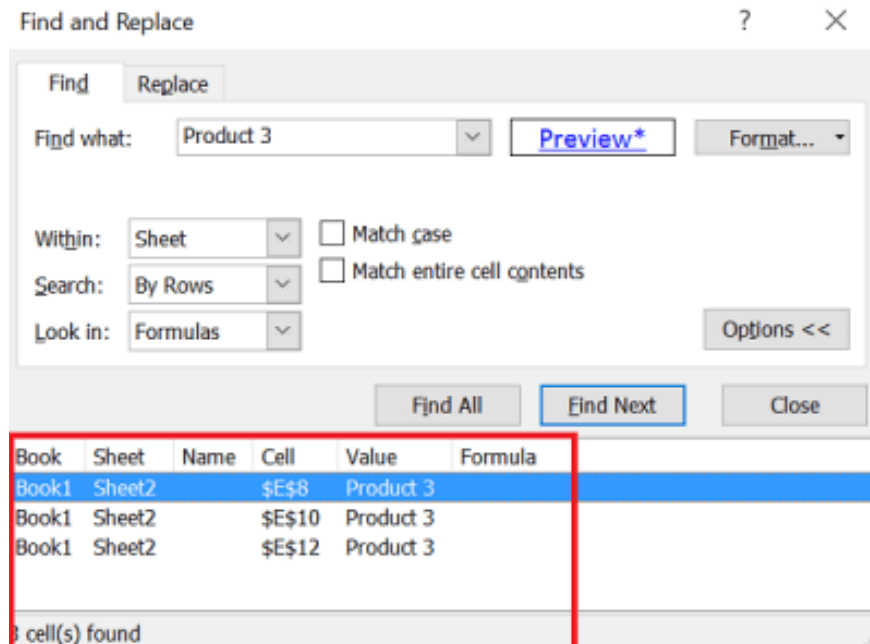 Find and Replace ?
Find Replace
Find what: Product 3 Preview* Format...
Within: Sheet Match case
Search: By Rows Match entire cell contents
Look in: Formulas Options <<
Find All Find Next Close
Book Sheet Name Cell Value Formula
Book1 Sheet2 $E$8 Product 3
Book1 Sheet2 $E$10 Product 3
Book1 Sheet2 $E$12 Product 3
3 cell(s) found